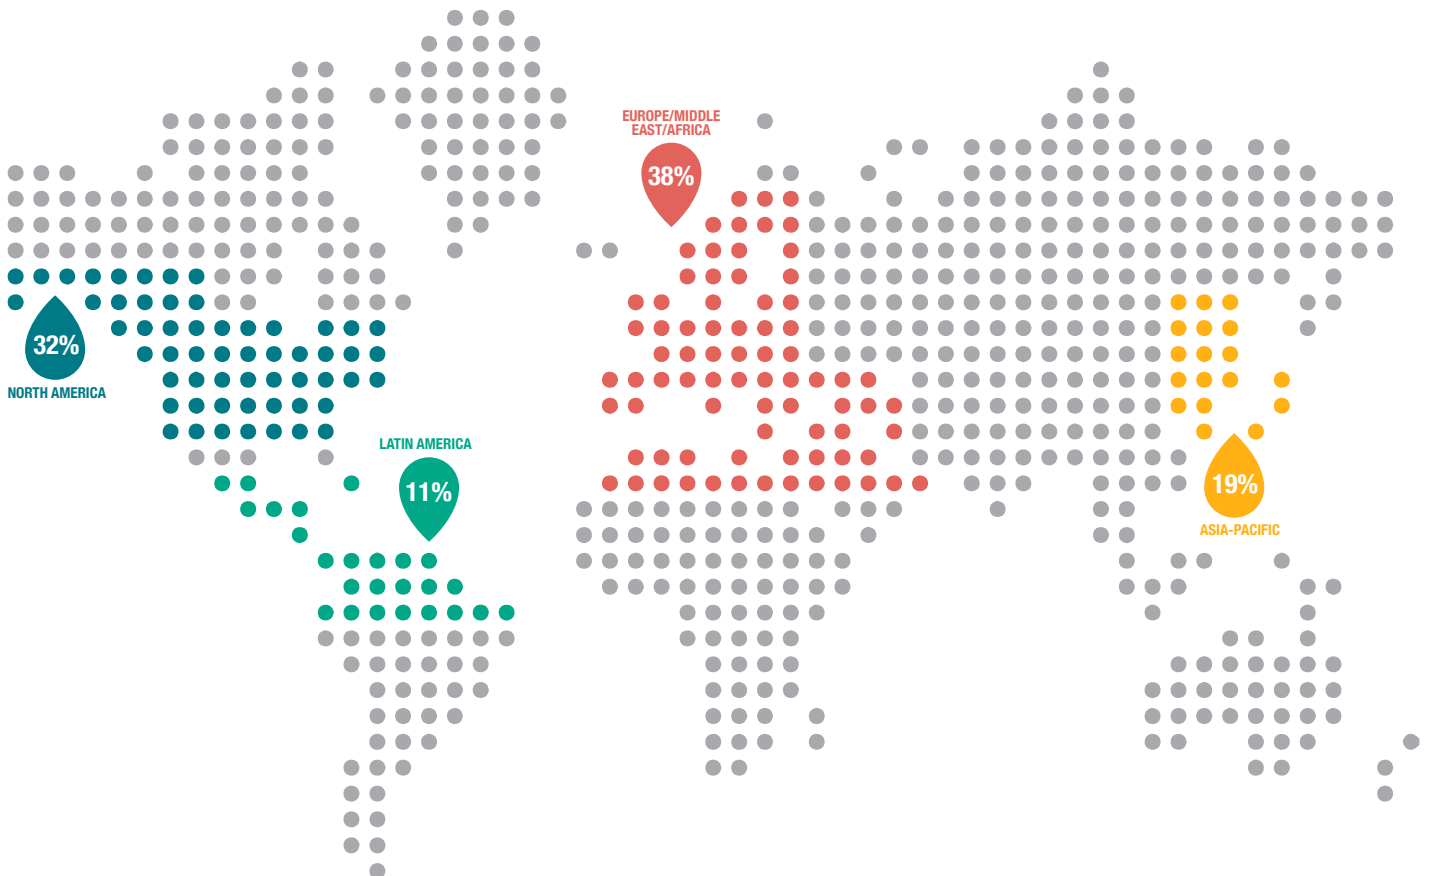 EUROPE/MIDDLE
EAST/AFRICA
38%
32%
NORTH AMERICA
LATIN AMERICA
11%
19%
ASIA-PACIFIC